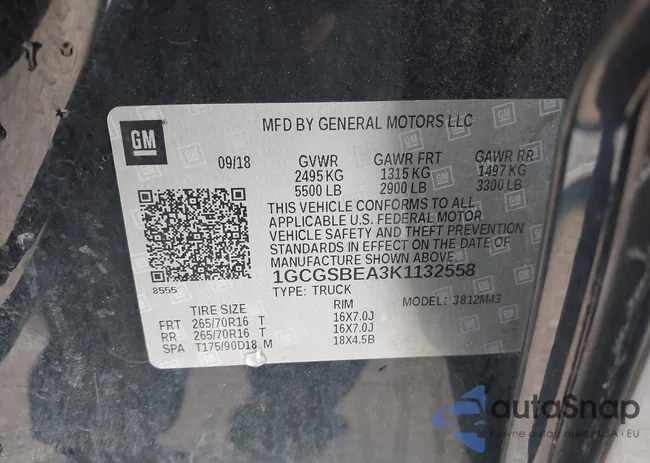 GM
MFD BY GENERAL MOTORS LLC
09/18 GVWR GAWR FRT GAWR RR
2495 KG 1315 KG 1497 KG
5500 LB 2900 LB 3300 LB
THIS VEHICLE CONFORMS TO ALL
APPLICABLE U.S. FEDERAL MOTOR
VEHICLE SAFETY AND THEFT PREVENTION
STANDARDS IN EFFECT ON THE DATE OF
MANUFACTURE SHOWN ABOVE.
8555 1GCGSBEA3K1132558
TYPE: TRUCK MODEL: 3812M43
TIRE SIZE RIM
FRT 265/70R16 T 16X7.0J
RR 265/70R16 T 16X7.0J
SPA T175/90D18 M 18X4.5B
autoSnap
US i EU